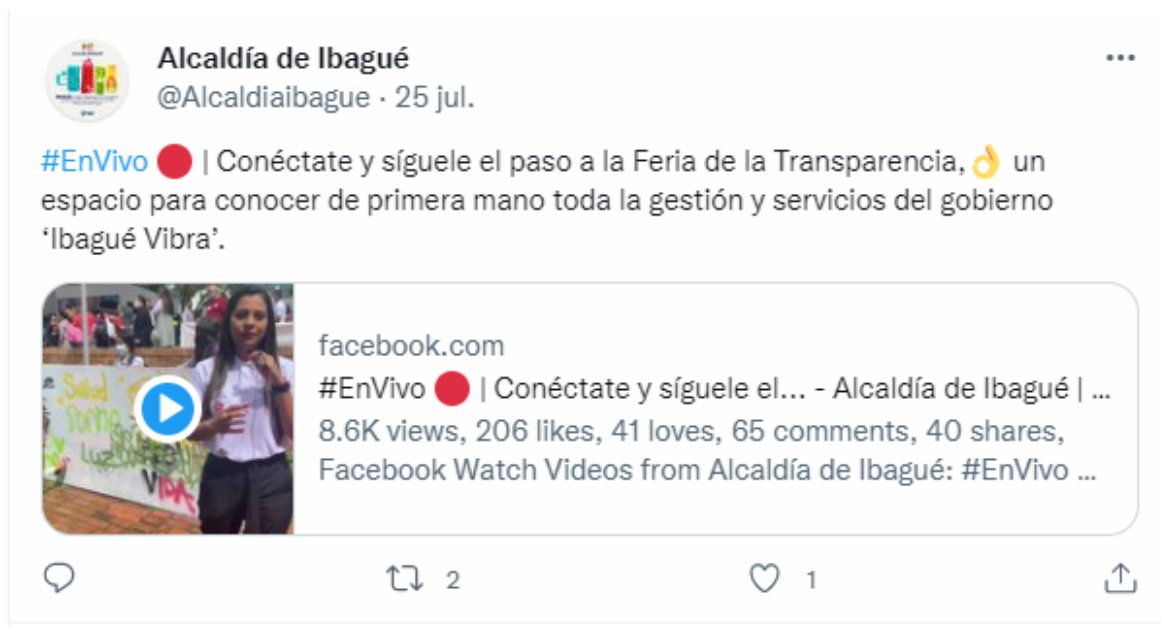 Alcaldía de Ibagué
@Alcaldiaibague · 25 jul.
#EnVivo 🔴 | Conéctate y síguele el paso a la Feria de la Transparencia,👌 un
espacio para conocer de primera mano toda la gestión y servicios del gobierno
‘Ibagué Vibra’.
Salud
VIDA
facebook.com
#EnVivo 🔴 | Conéctate y síguele el... - Alcaldía de Ibagué | ...
8.6K views, 206 likes, 41 loves, 65 comments, 40 shares,
Facebook Watch Videos from Alcaldía de Ibagué: #EnVivo ...
2
1